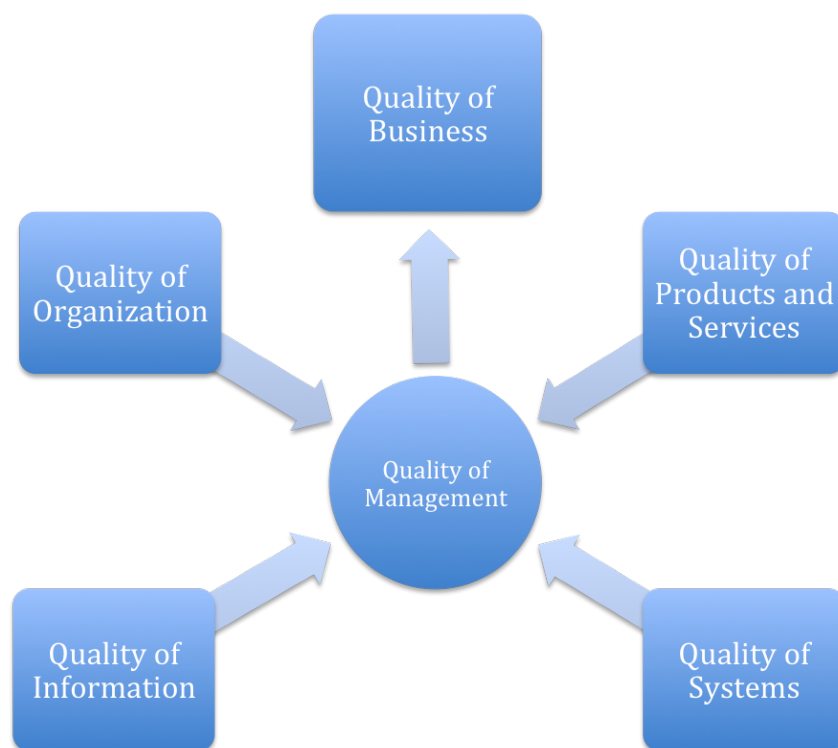 Quality of
Business
Quality of
Organization
Quality of
Products and
Services
Quality of
Management
Quality of
Information
Quality of
Systems